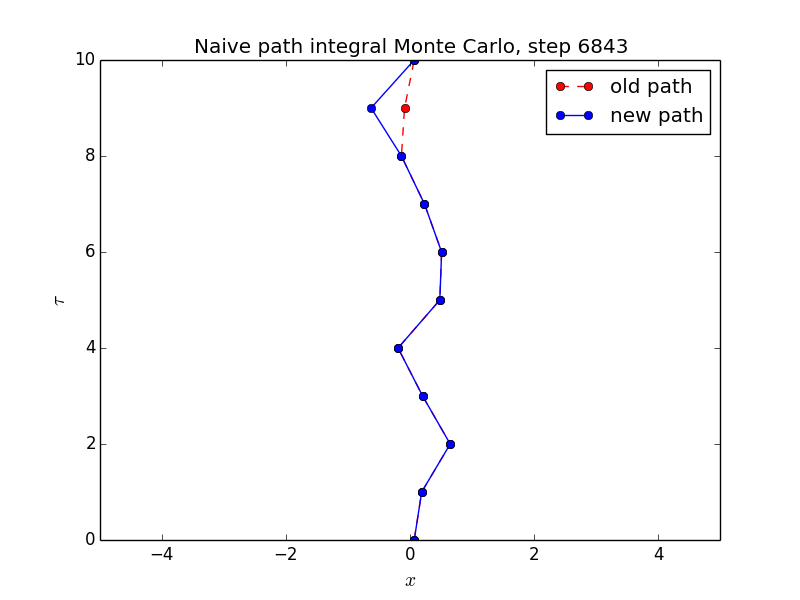 Naive path integral Monte Carlo, step 6843
old path
new path
10
8
6
4
2
0
τ
−4 −2 0 2 4
x